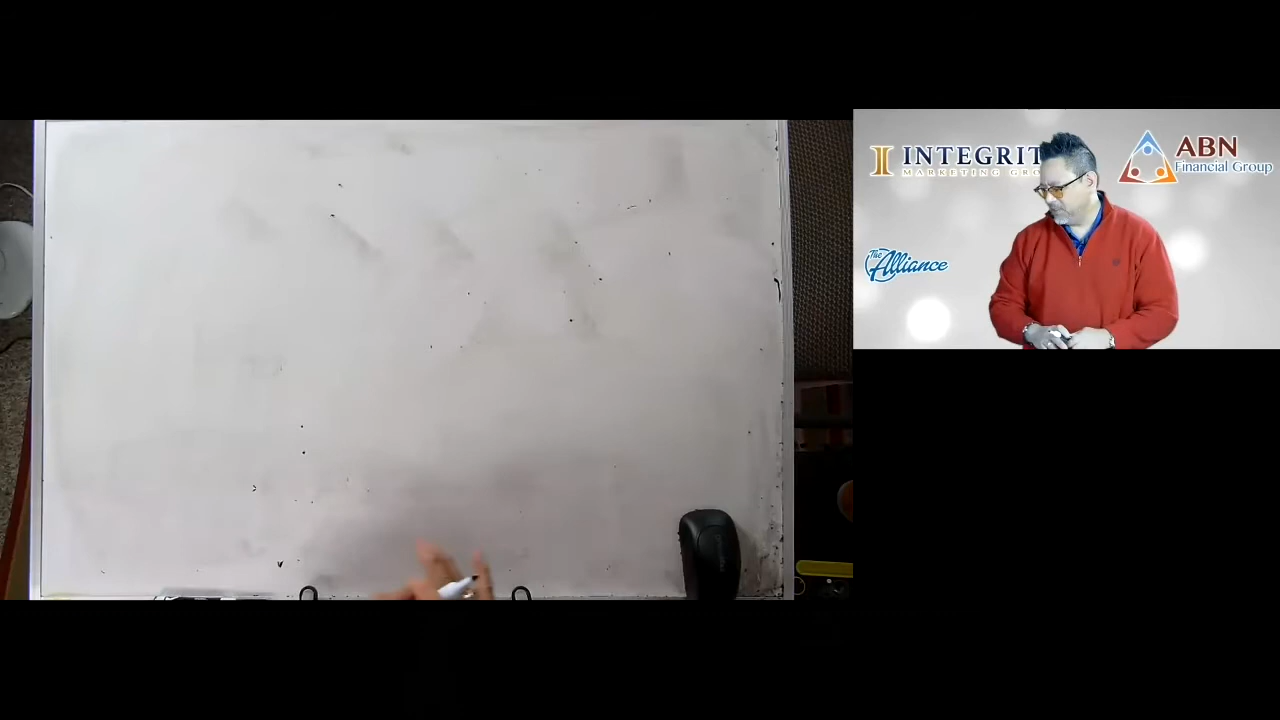 INTEGRIT
MARKETING GRO
ABN
Financial Group
The
Alliance